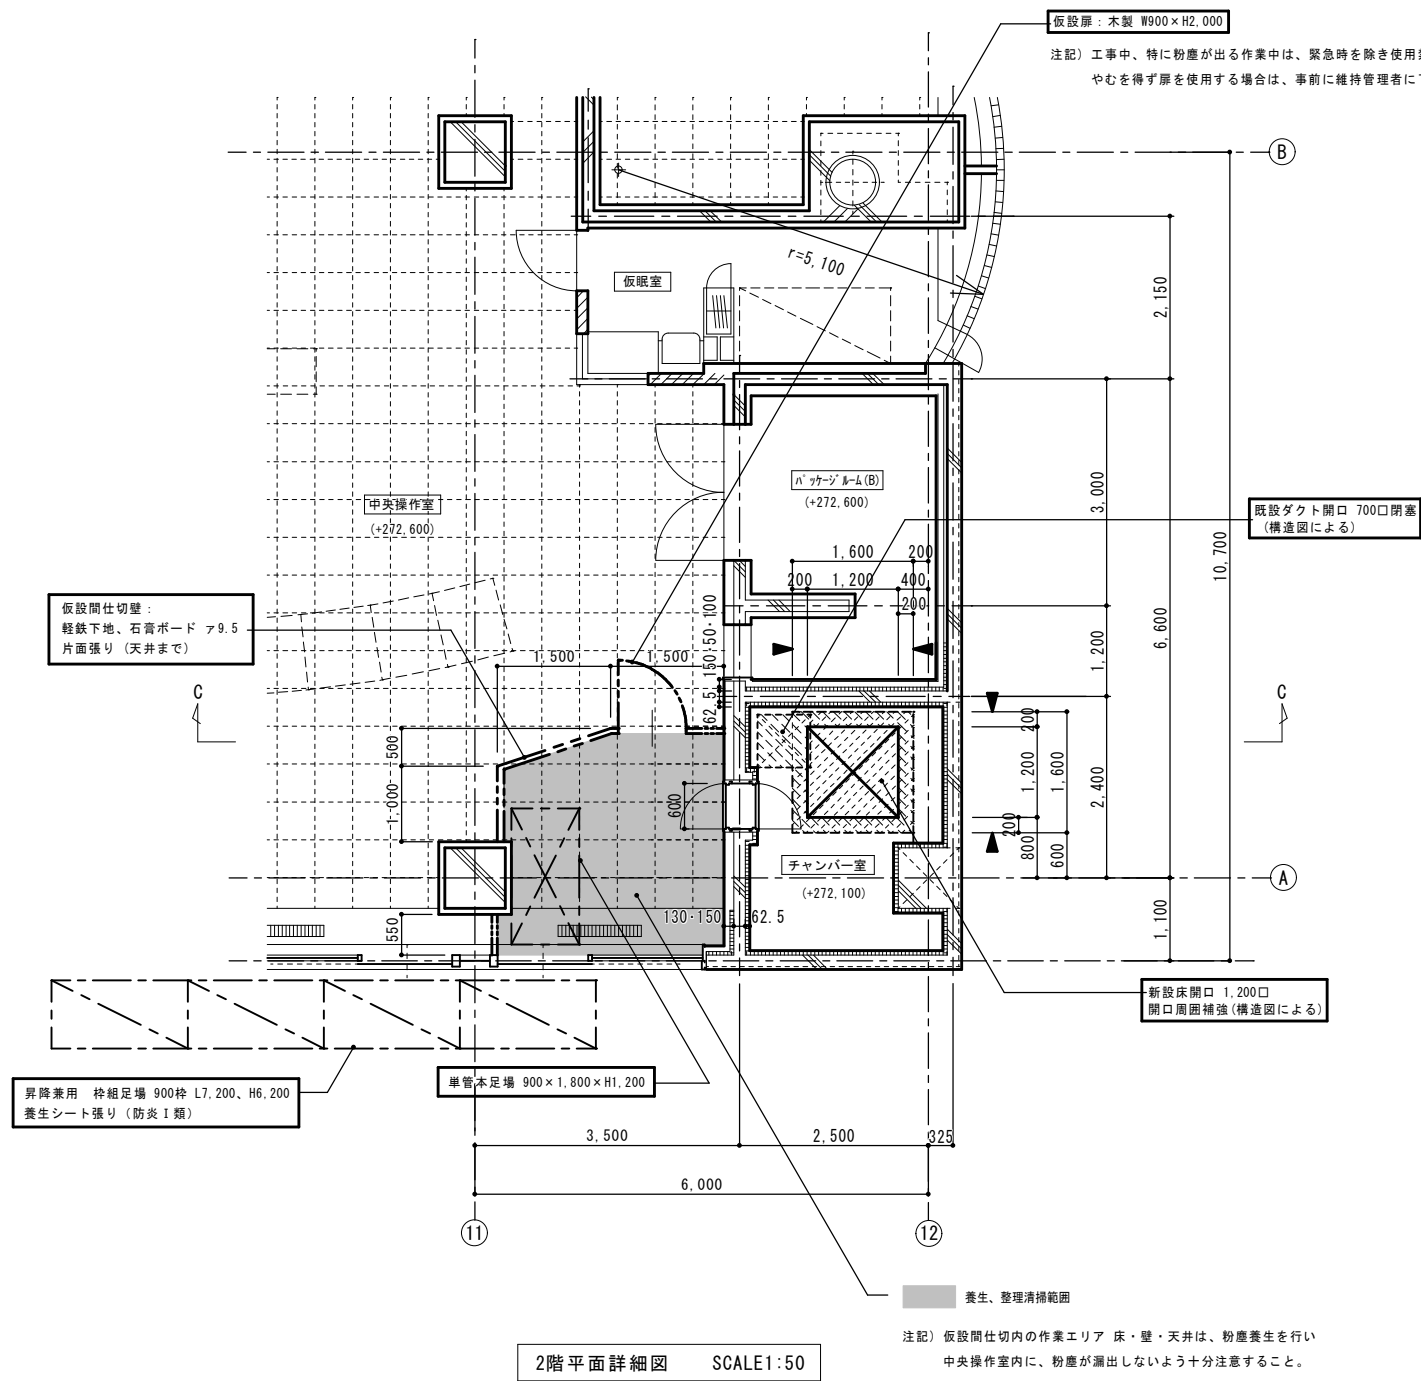 仮設扉：木製 W900×H2,000
注記）工事中、特に粉塵が出る作業中は、緊急時を除き使用
やむを得ず扉を使用する場合は、事前に維持管理者に
B
r=5,100
仮眠室
2,150
パッケージルーム(B)
(+272,600)
中央操作室
(+272,600)
3,000
既設ダクト開口 700□閉塞
(構造図による)
10,700
1,600
200
200
1,200
400
200
6,600
1,200
仮設間仕切壁：
軽鉄下地、石膏ボード ァ9.5
片面張り（天井まで）
1,500
1,500
62.5
150・50・100
C
C
500
1,000
600
200
1,200
1,600
2,400
200
800
600
チャンバー室
(+272,100)
A
550
130・150
62.5
1,100
新設床開口 1,200□
開口周囲補強(構造図による)
昇降兼用 枠組足場 900枠 L7,200、H6,200
養生シート張り（防炎Ⅰ類）
単管本足場 900×1,800×H1,200
3,500
2,500
325
6,000
11
12
養生、整理清掃範囲
注記）仮設間仕切内の作業エリア 床・壁・天井は、粉塵養生を行い
中央操作室内に、粉塵が漏出しないよう十分注意すること。
2階平面詳細図 SCALE1:50